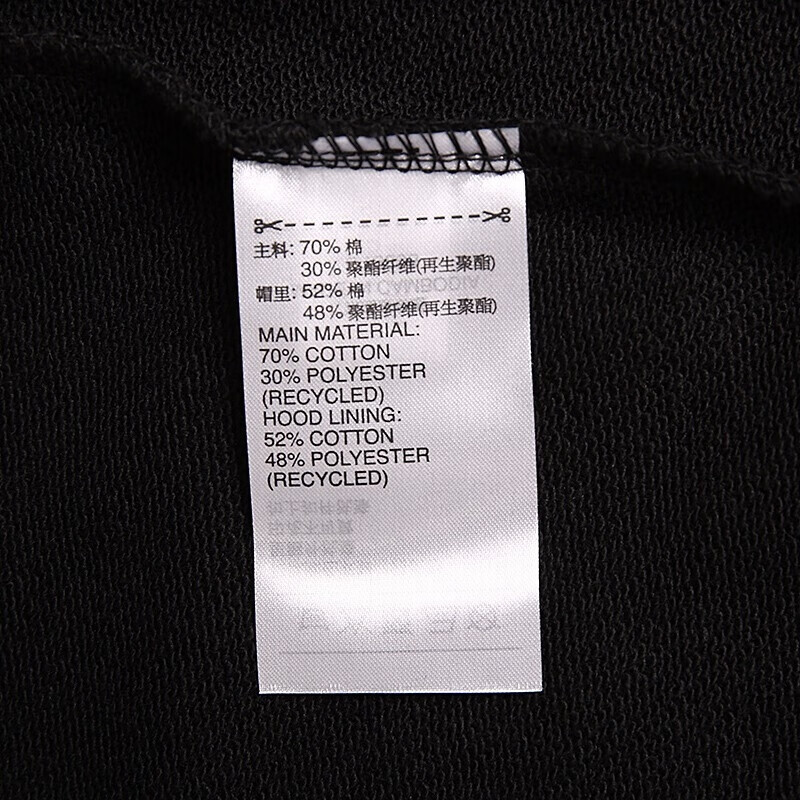 主料: 70% 棉
30% 聚酯纤维(再生聚酯)
帽里: 52% 棉
48% 聚酯纤维(再生聚酯)
MAIN MATERIAL:
70% COTTON
30% POLYESTER
(RECYCLED)
HOOD LINING:
52% COTTON
48% POLYESTER
(RECYCLED)